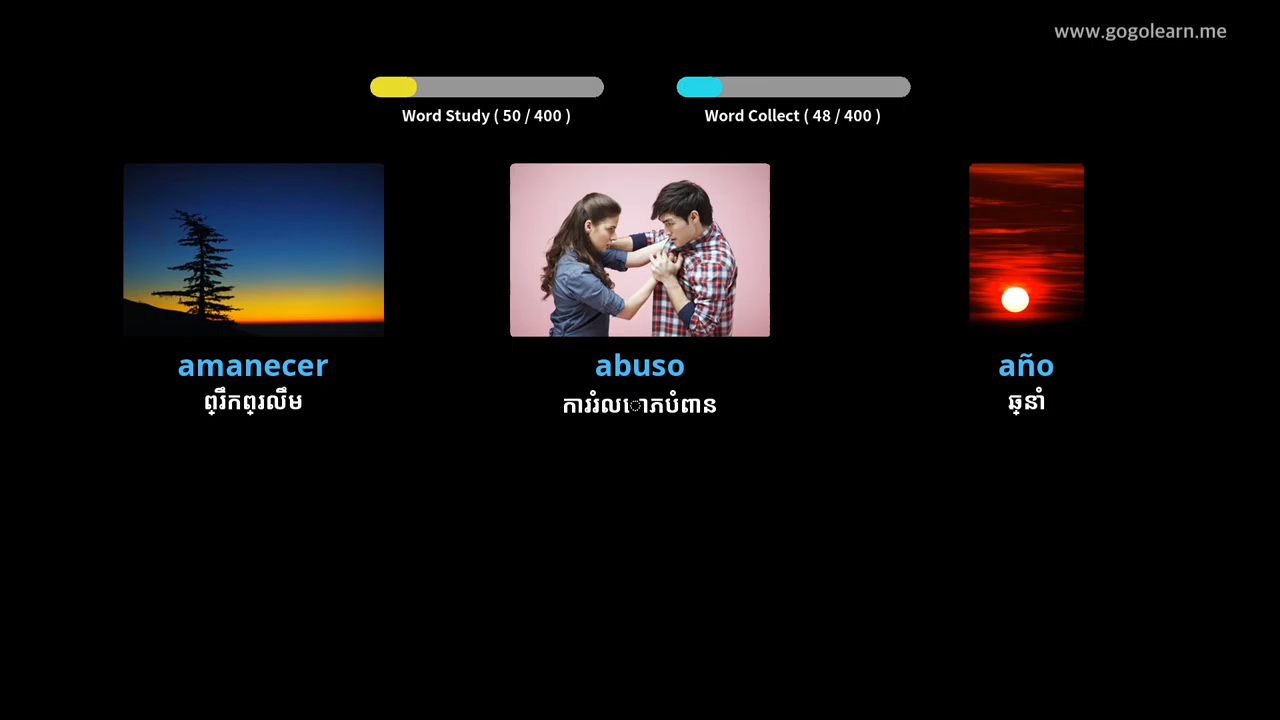 www.gogolearn.me
Word Study ( 50 / 400 )
Word Collect ( 48 / 400 )
amanecer
ព្រឹកព្រលឹម
abuso
ការរំលោភបំពាន
año
ឆ្នាំ